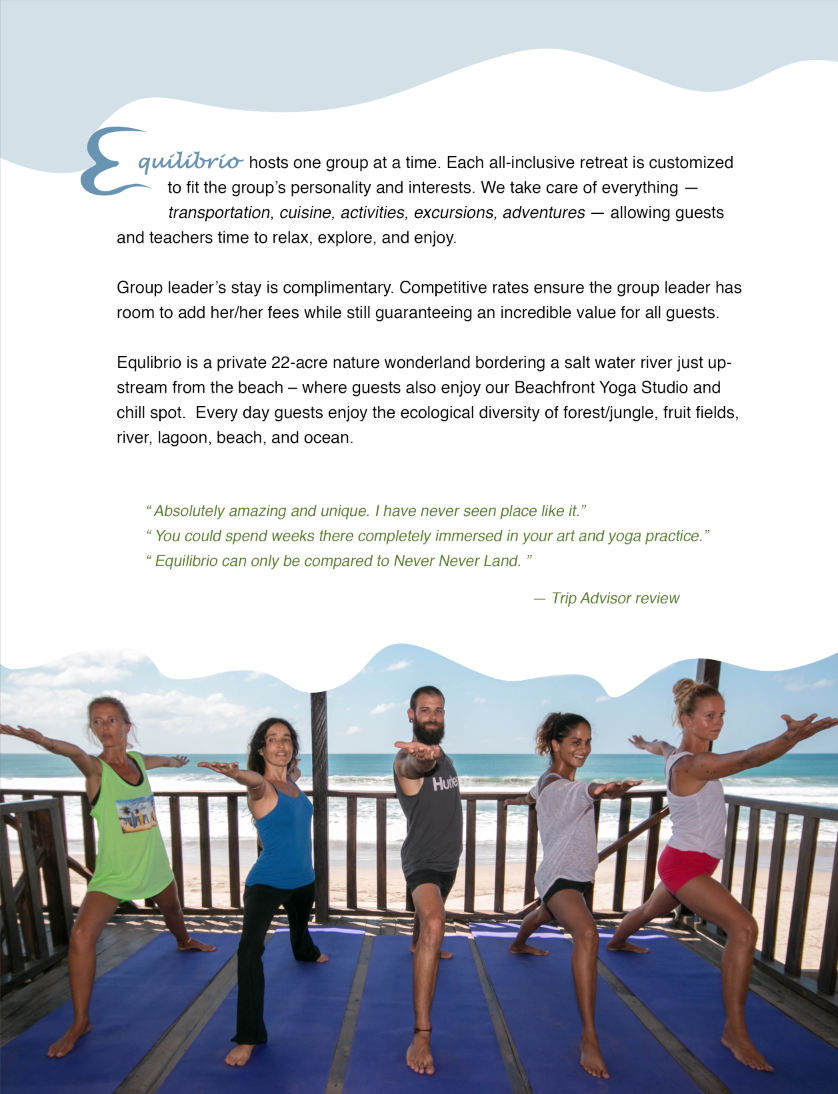 Equilibrio hosts one group at a time. Each all-inclusive retreat is customized
to fit the group's personality and interests. We take care of everything —
transportation, cuisine, activities, excursions, adventures — allowing guests
and teachers time to relax, explore, and enjoy.
Group leader's stay is complimentary. Competitive rates ensure the group leader has
room to add her/her fees while still guaranteeing an incredible value for all guests.
Equlibrio is a private 22-acre nature wonderland bordering a salt water river just up-
stream from the beach – where guests also enjoy our Beachfront Yoga Studio and
chill spot.  Every day guests enjoy the ecological diversity of forest/jungle, fruit fields,
river, lagoon, beach, and ocean.
“ Absolutely amazing and unique. I have never seen place like it.”
“ You could spend weeks there completely immersed in your art and yoga practice.”
“ Equilibrio can only be compared to Never Never Land. ”
— Trip Advisor review